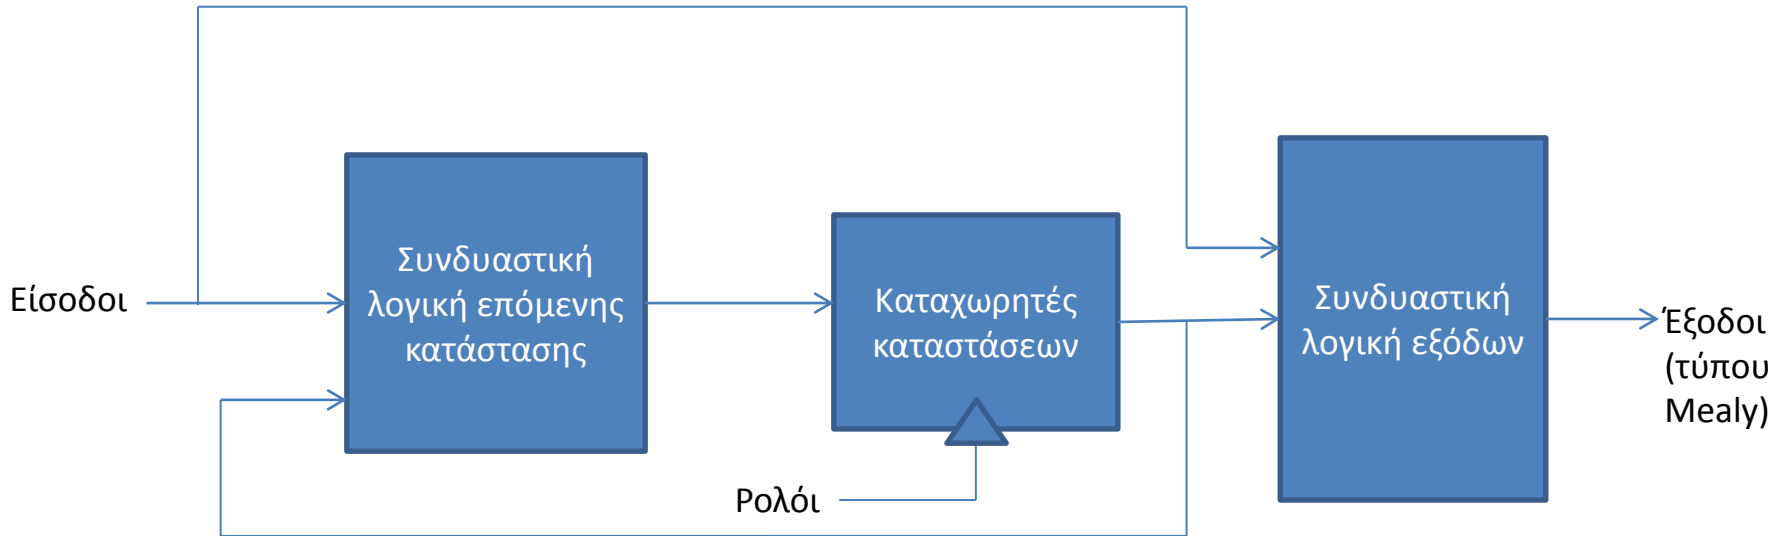 Είσοδοι
Συνδυαστική
λογική επόμενης
κατάστασης
Καταχωρητές
καταστάσεων
Ρολόι
Συνδυαστική
λογική εξόδων
Έξοδοι
(τύπου
Mealy)